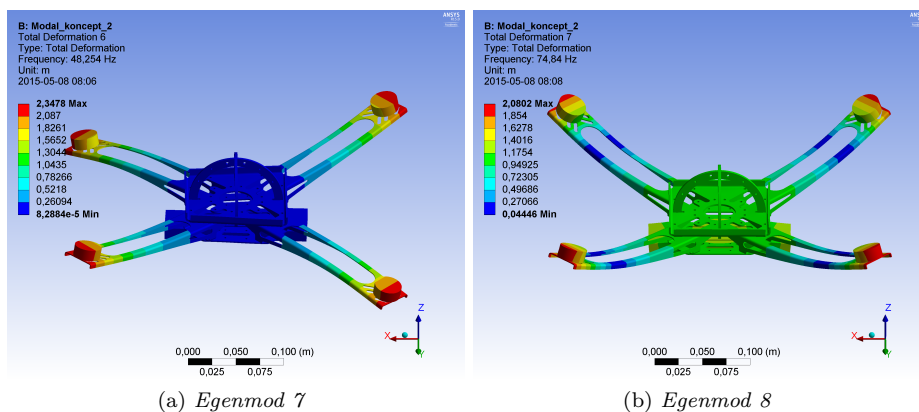 B: Modal_koncept_2
Total Deformation 6
Type: Total Deformation
Frequency: 48,254 Hz
Unit: m
2015-05-08 08:06
2,3478 Max
2,087
1,8261
1,5652
1,3044
1,0435
0,78266
0,5218
0,26094
8,2884e-5 Min
ANSYS
Z
X
Y
0,000 0,050 0,100 (m)
0,025 0,075
(a) Egenmod 7
B: Modal_koncept_2
Total Deformation 7
Type: Total Deformation
Frequency: 74,84 Hz
Unit: m
2015-05-08 08:08
2,0802 Max
1,854
1,6278
1,4016
1,1754
0,94925
0,72305
0,49686
0,27066
0,04446 Min
ANSYS
Z
X
Y
0,000 0,050 0,100 (m)
0,025 0,075
(b) Egenmod 8